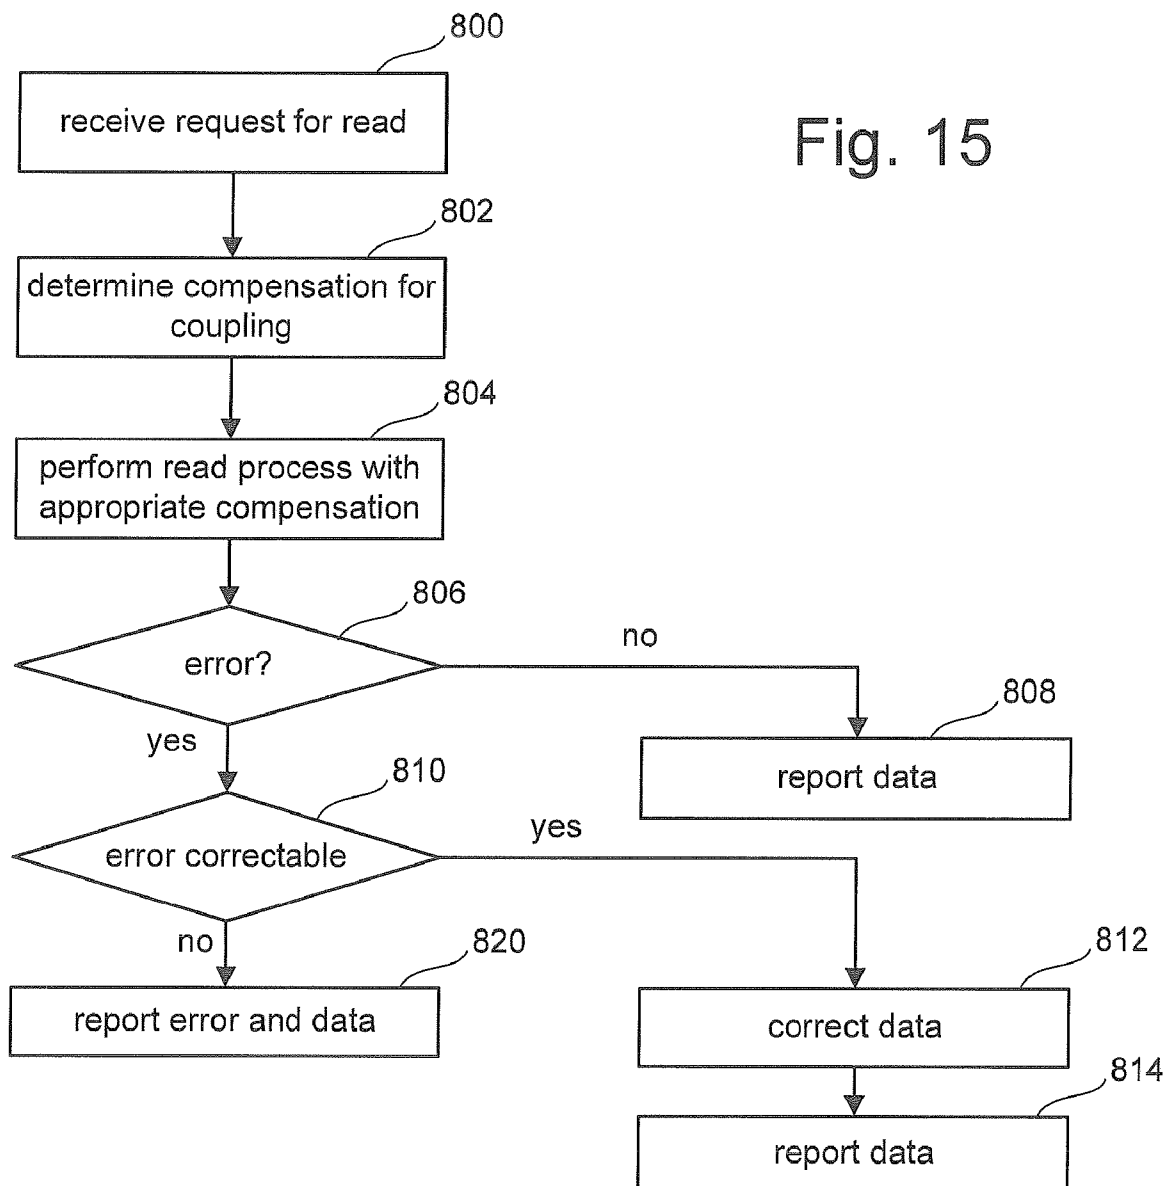 800
receive request for read
Fig. 15
802
determine compensation for
coupling
804
perform read process with
appropriate compensation
806
error?
no
808
yes
report data
810
error correctable
yes
no
820
report error and data
812
correct data
814
report data